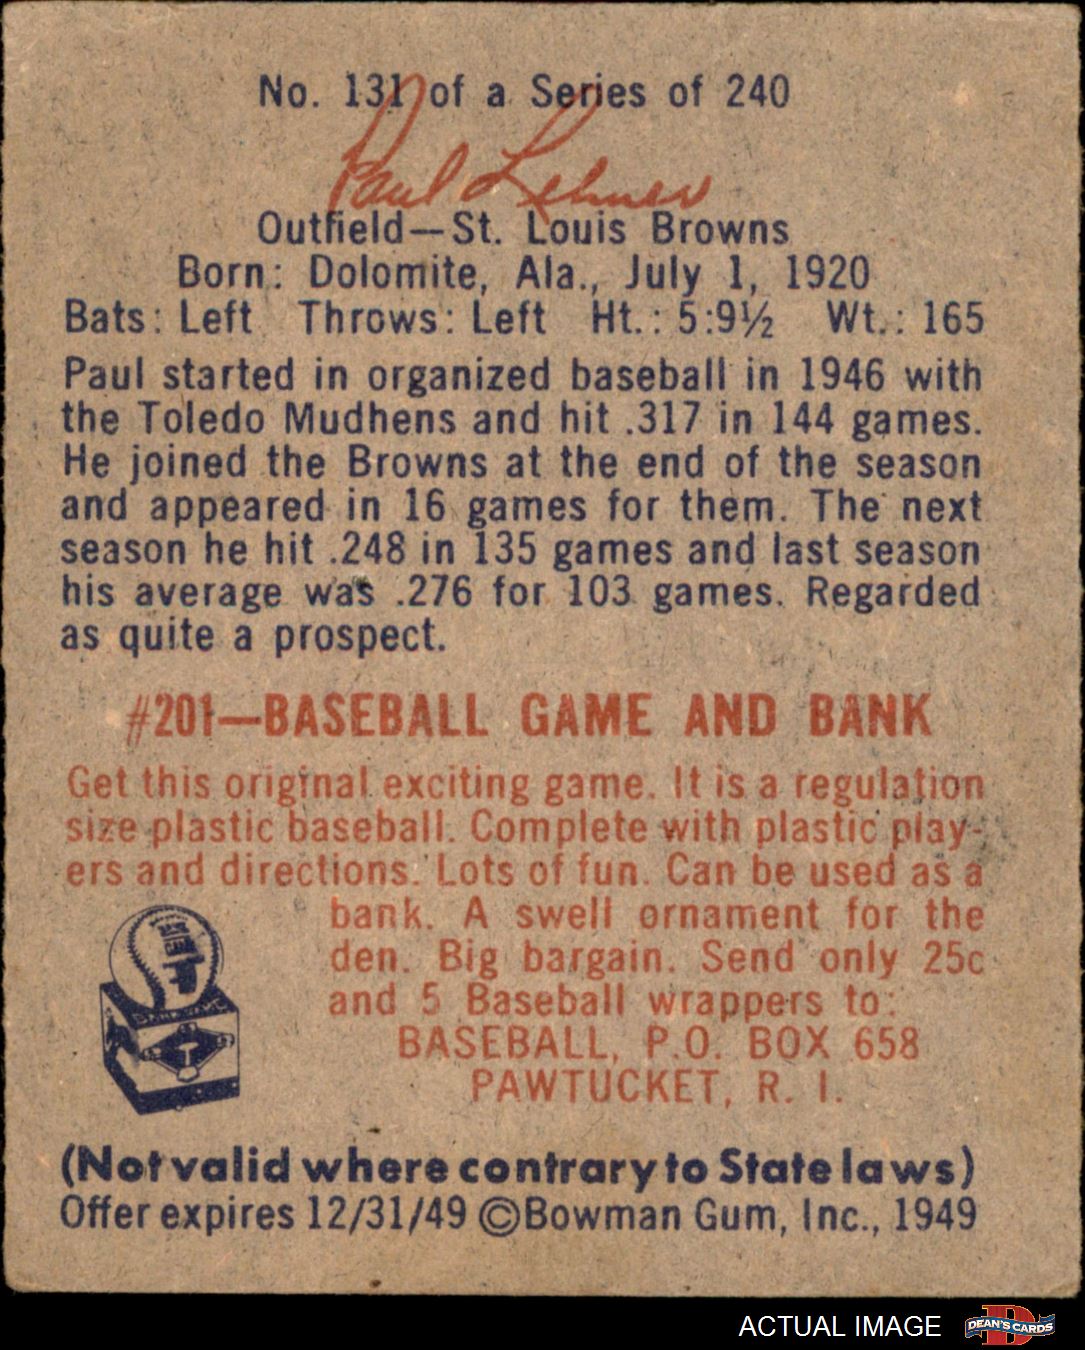 No. 131 of a Series of 240
Paul Lehner
Outfield—St. Louis Browns
Born: Dolomite, Ala., July 1, 1920
Bats: Left Throws: Left Ht.: 5:9½ Wt.: 165
Paul started in organized baseball in 1946 with
the Toledo Mudhens and hit .317 in 144 games.
He joined the Browns at the end of the season
and appeared in 16 games for them. The next
season he hit .248 in 135 games and last season
his average was .276 for 103 games. Regarded
as quite a prospect.
#201—BASEBALL GAME AND BANK
Get this original exciting game. It is a regulation
size plastic baseball. Complete with plastic play-
ers and directions. Lots of fun. Can be used as a
bank. A swell ornament for the
den. Big bargain. Send only 25c
and 5 Baseball wrappers to:
BASEBALL, P.O. BOX 658
PAWTUCKET, R. I.
(Not valid where contrary to State laws)
Offer expires 12/31/49 ©Bowman Gum, Inc., 1949
ACTUAL IMAGE
DEAN'S CARDS